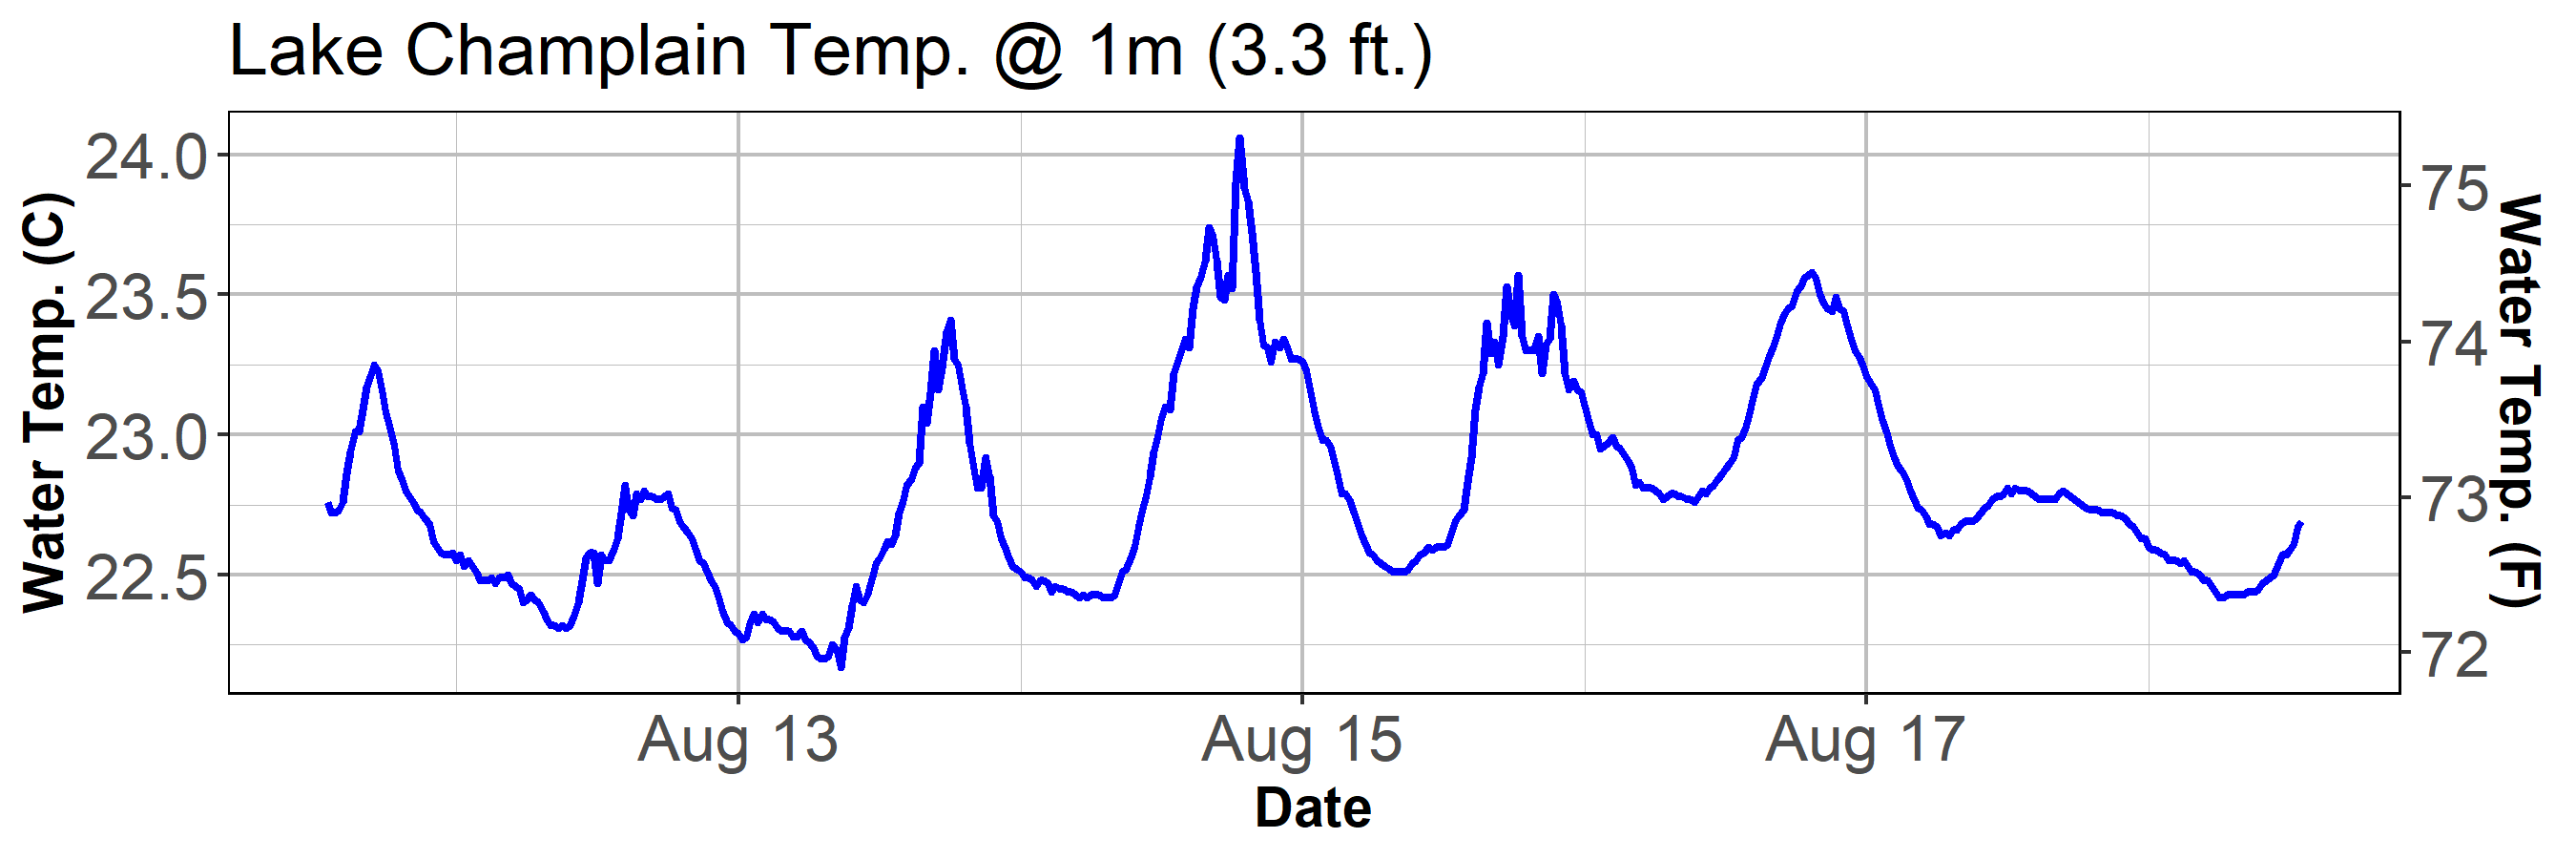 Lake Champlain Temp. @ 1m (3.3 ft.)
Water Temp. (C)
24.0
23.5
23.0
22.5
75
74
73
72
Water Temp. (F)
Aug 13
Aug 15
Aug 17
Date